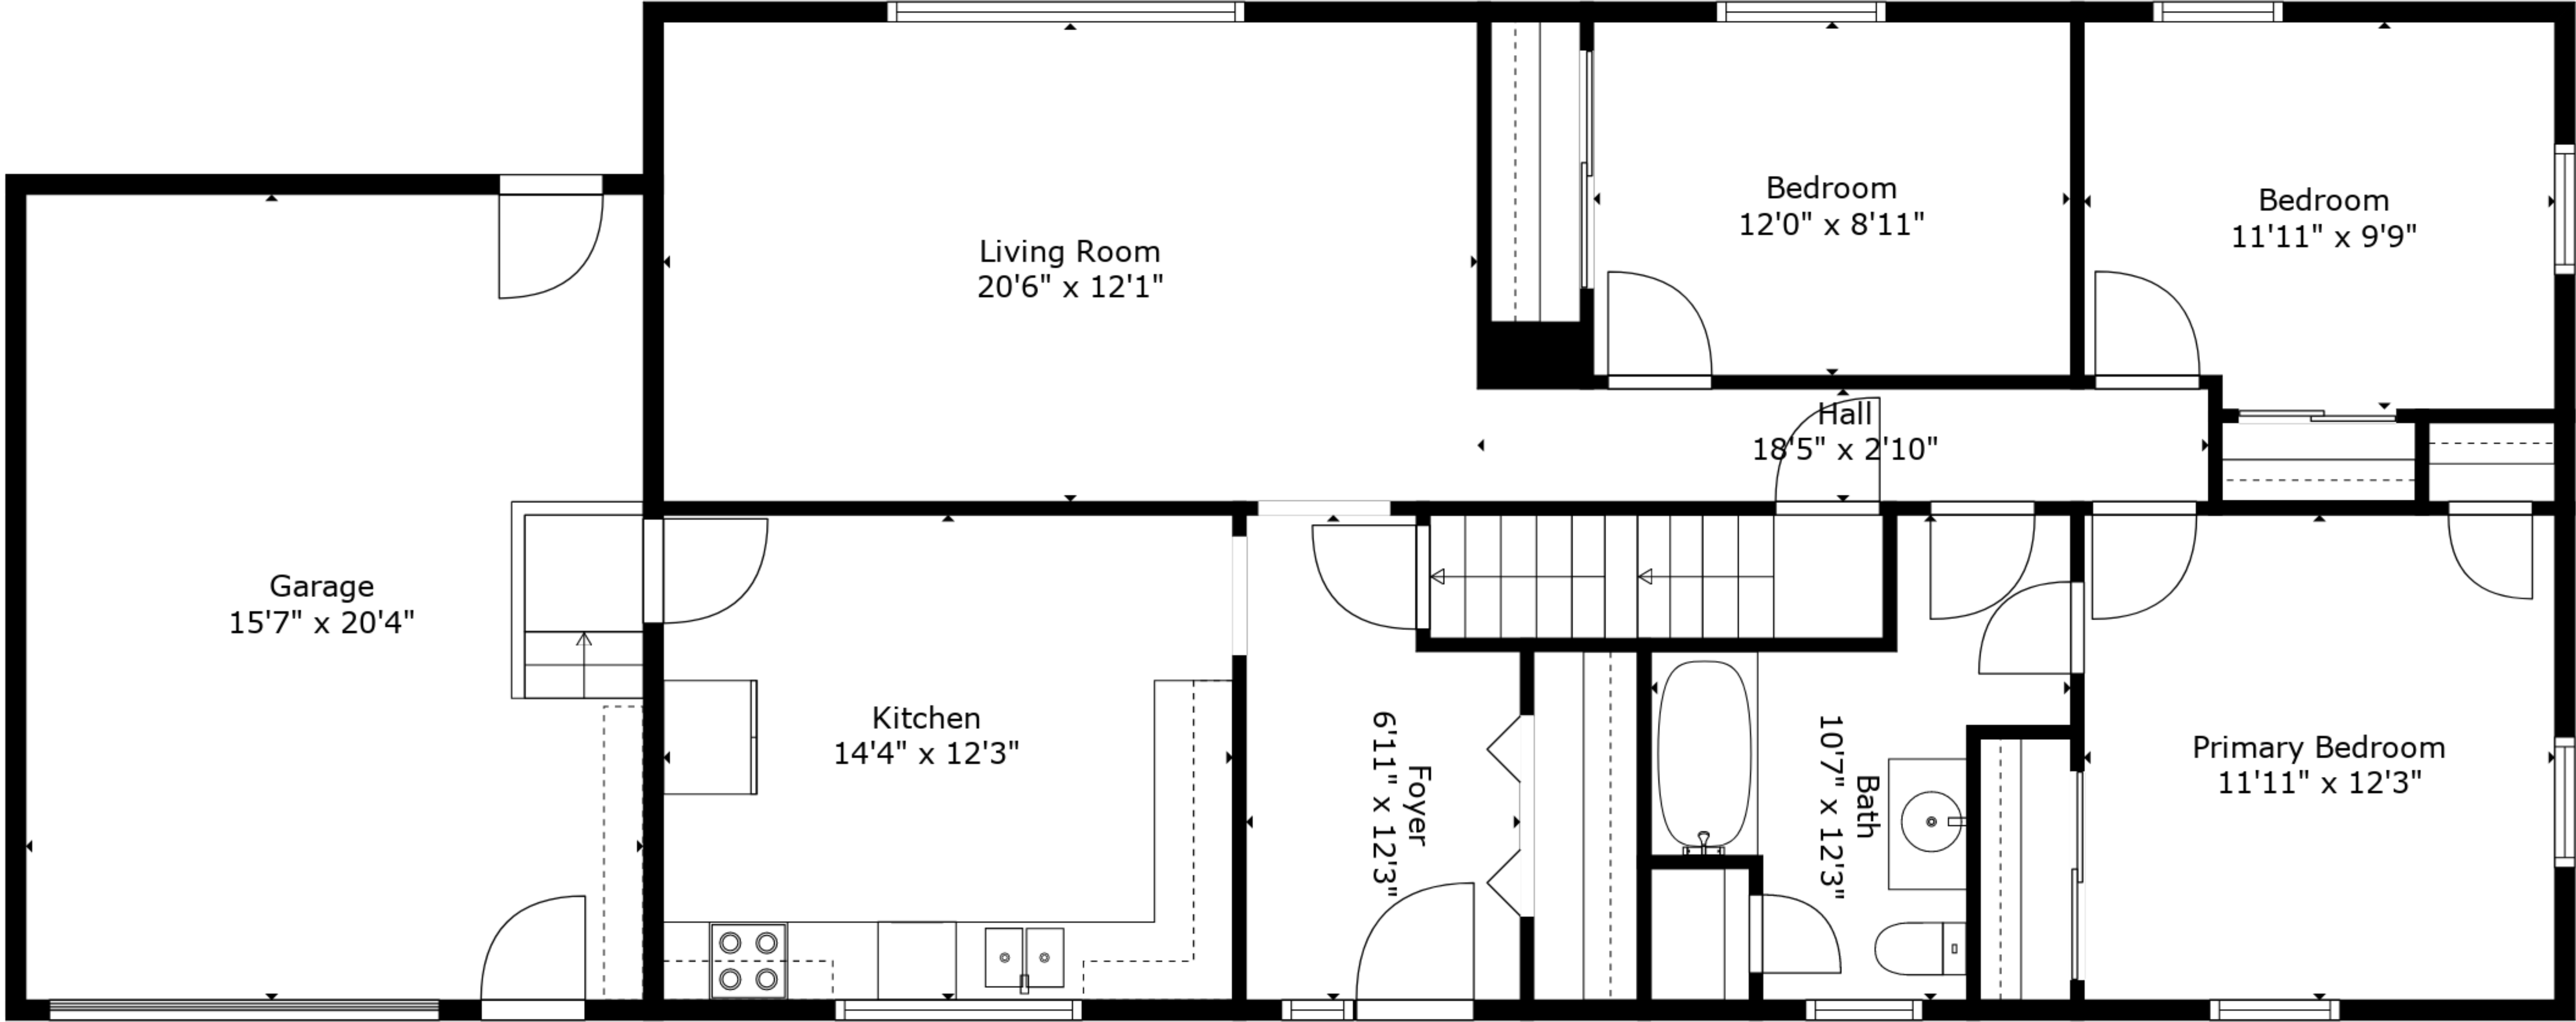 Living Room
20'6" x 12'1"
Bedroom
12'0" x 8'11"
Bedroom
11'11" x 9'9"
Hall
18'5" x 2'10"
Garage
15'7" x 20'4"
Kitchen
14'4" x 12'3"
Foyer
6'11" x 12'3"
Bath
10'7" x 12'3"
Primary Bedroom
11'11" x 12'3"